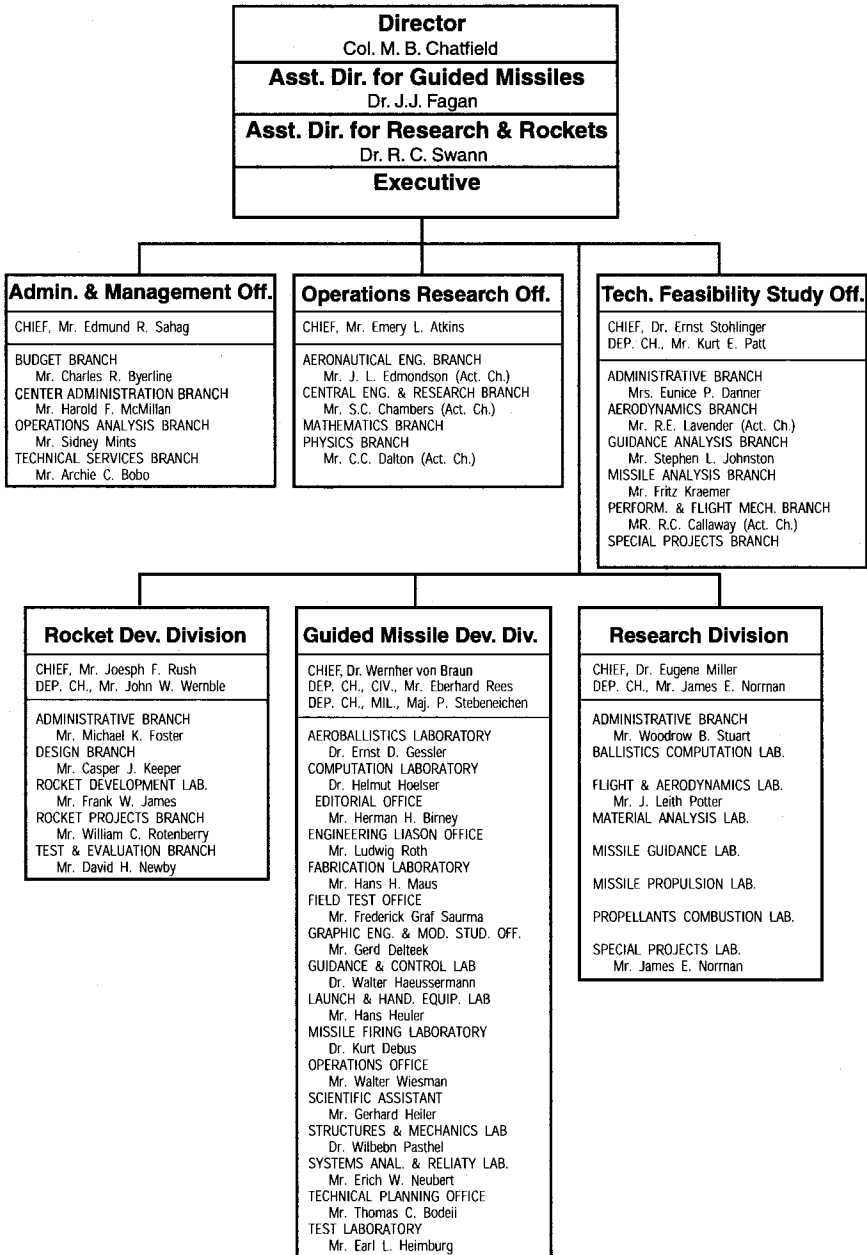 Director
Col. M. B. Chatfield
Asst. Dir. for Guided Missiles
Dr. J.J. Fagan
Asst. Dir. for Research & Rockets
Dr. R. C. Swann
Executive
Admin. & Management Off.
CHIEF, Mr. Edmund R. Sahag
BUDGET BRANCH
Mr. Charles R. Byerline
CENTER ADMINISTRATION BRANCH
Mr. Harold F. McMillan
OPERATIONS ANALYSIS BRANCH
Mr. Sidney Mints
TECHNICAL SERVICES BRANCH
Mr. Archie C. Bobo
Operations Research Off.
CHIEF, Mr. Emery L. Atkins
AERONAUTICAL ENG. BRANCH
Mr. J. L. Edmondson (Act. Ch.)
CENTRAL ENG. & RESEARCH BRANCH
Mr. S.C. Chambers (Act. Ch.)
MATHEMATICS BRANCH
PHYSICS BRANCH
Mr. C.C. Dalton (Act. Ch.)
Tech. Feasibility Study Off.
CHIEF, Dr. Ernst Stohlinger
DEP. CH., Mr. Kurt E. Patt
ADMINISTRATIVE BRANCH
Mrs. Eunice P. Danner
AERODYNAMICS BRANCH
Mr. R.E. Lavender (Act. Ch.)
GUIDANCE ANALYSIS BRANCH
Mr. Stephen L. Johnston
MISSILE ANALYSIS BRANCH
Mr. Fritz Kraemer
PERFORM. & FLIGHT MECH. BRANCH
MR. R.C. Callaway (Act. Ch.)
SPECIAL PROJECTS BRANCH
Rocket Dev. Division
CHIEF, Mr. Joesph F. Rush
DEP. CH., Mr. John W. Wernble
ADMINISTRATIVE BRANCH
Mr. Michael K. Foster
DESIGN BRANCH
Mr. Casper J. Keeper
ROCKET DEVELOPMENT LAB.
Mr. Frank W. James
ROCKET PROJECTS BRANCH
Mr. William C. Rotenberry
TEST & EVALUATION BRANCH
Mr. David H. Newby
Guided Missile Dev. Div.
CHIEF, Dr. Wernher von Braun
DEP. CH., CIV., Mr. Eberhard Rees
DEP. CH., MIL., Maj. P. Stebeneichen
AEROBALLISTICS LABORATORY
Dr. Ernst D. Gessler
COMPUTATION LABORATORY
Dr. Helmut Hoelser
EDITORIAL OFFICE
Mr. Herman H. Birney
ENGINEERING LIASON OFFICE
Mr. Ludwig Roth
FABRICATION LABORATORY
Mr. Hans H. Maus
FIELD TEST OFFICE
Mr. Frederick Graf Saurma
GRAPHIC ENG. & MOD. STUD. OFF.
Mr. Gerd Delteek
GUIDANCE & CONTROL LAB
Dr. Walter Haeussermann
LAUNCH & HAND. EQUIP. LAB
Mr. Hans Heuler
MISSILE FIRING LABORATORY
Dr. Kurt Debus
OPERATIONS OFFICE
Mr. Walter Wiesman
SCIENTIFIC ASSISTANT
Mr. Gerhard Heiler
STRUCTURES & MECHANICS LAB
Dr. Wilbebn Pasthel
SYSTEMS ANAL. & RELIATY LAB.
Mr. Erich W. Neubert
TECHNICAL PLANNING OFFICE
Mr. Thomas C. Bodeii
TEST LABORATORY
Mr. Earl L. Heimburg
Research Division
CHIEF, Dr. Eugene Miller
DEP. CH., Mr. James E. Norrnan
ADMINISTRATIVE BRANCH
Mr. Woodrow B. Stuart
BALLISTICS COMPUTATION LAB.
FLIGHT & AERODYNAMICS LAB.
Mr. J. Leith Potter
MATERIAL ANALYSIS LAB.
MISSILE GUIDANCE LAB.
MISSILE PROPULSION LAB.
PROPELLANTS COMBUSTION LAB.
SPECIAL PROJECTS LAB.
Mr. James E. Norrnan